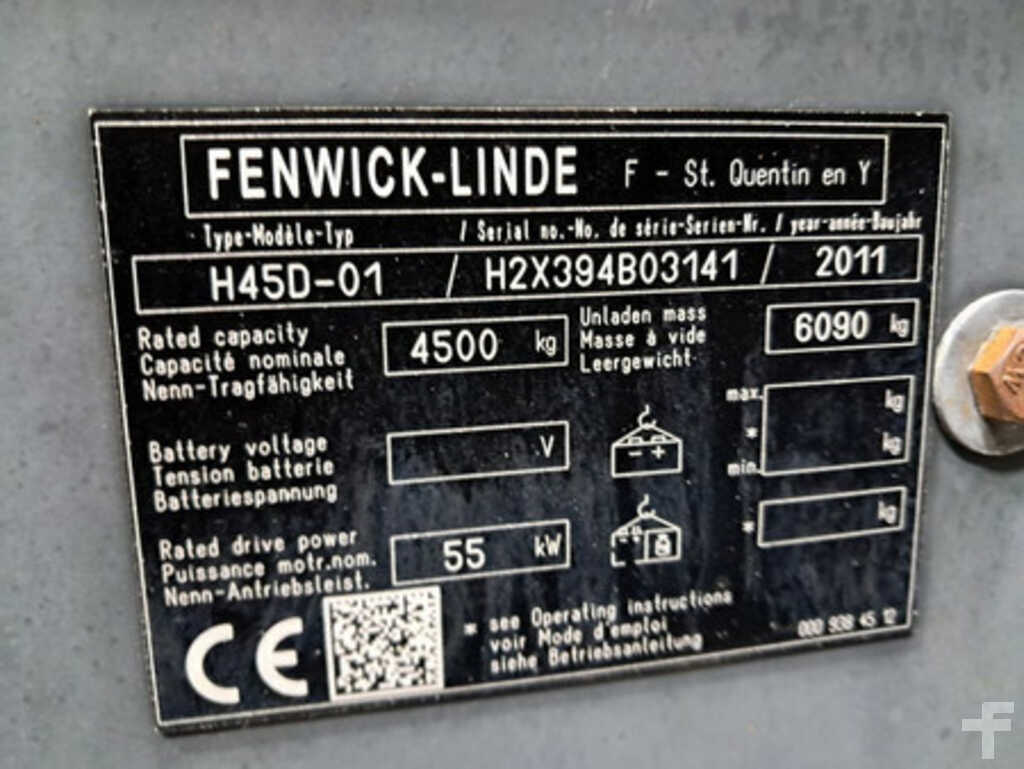 FENWICK-LINDE F - St. Quentin en Y
Type-Modèle-Typ / Serial no.-No. de série-Serien-Nr. / year-année-Baujahr
H45D-01 / H2X394B03141 / 2011
Rated capacity
Capacité nominale
Nenn-Tragfähigkeit
4500 kg
Unladen mass
Masse à vide
Leergewicht
6090 kg
Battery voltage
Tension batterie
Batteriespannung
V
- +
max. kg
*
min. kg
Rated drive power
Puissance motr.nom.
Nenn-Antriebsleist.
55 kW
* kg
CE
* see Operating instructions
voir Mode d'emploi
siehe Betriebsanleitung
000 938 45 12